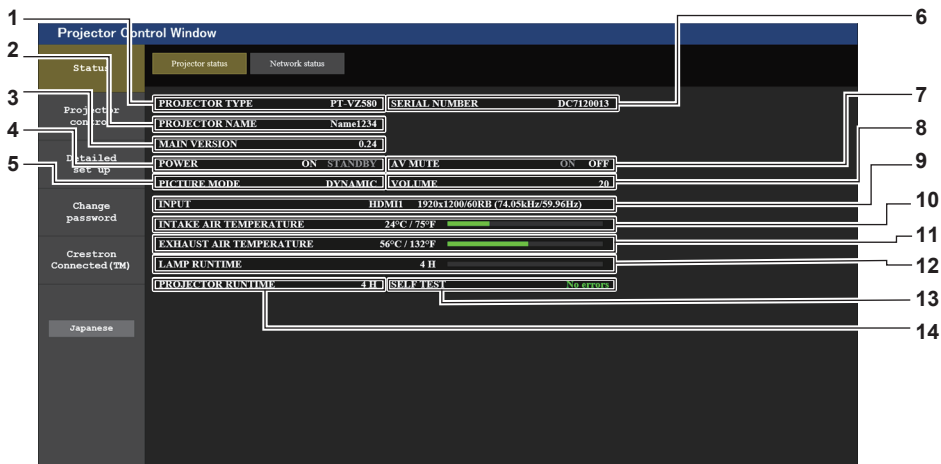 1
6
Projector Control Window
2
Status
Projector status
Network status
3
7
PROJECTOR TYPE PT-VZ580 SERIAL NUMBER DC7120013
Projector
control
4
PROJECTOR NAME Name1234
8
MAIN VERSION 0.24
5
Detailed
set up
POWER ON STANDBY AV MUTE ON OFF
9
PICTURE MODE DYNAMIC VOLUME 20
Change
password
INPUT HDMI1 1920x1200/60RB (74.05kHz/59.96Hz)
10
INTAKE AIR TEMPERATURE 24°C / 75°F
11
EXHAUST AIR TEMPERATURE 56°C / 132°F
Crestron
Connected(TM)
LAMP RUNTIME 4 H
12
PROJECTOR RUNTIME 4 H SELF TEST No errors
13
Japanese
14